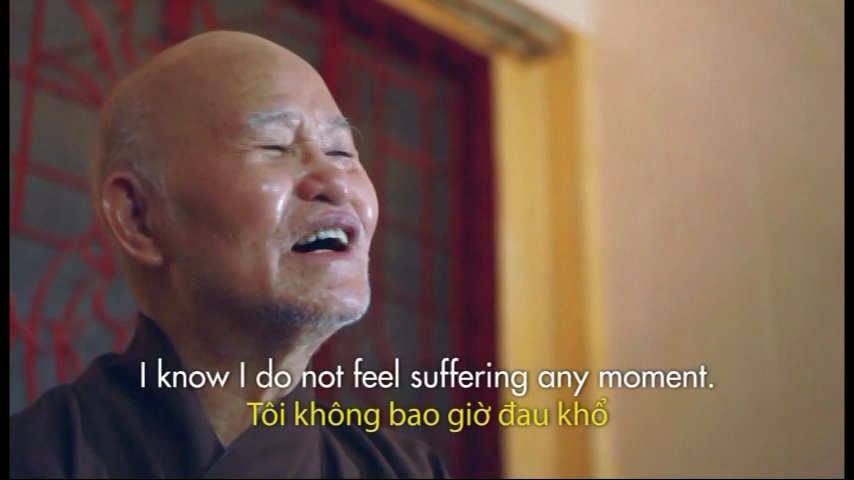 I know I do not feel suffering any moment.
Tôi không bao giờ đau khổ